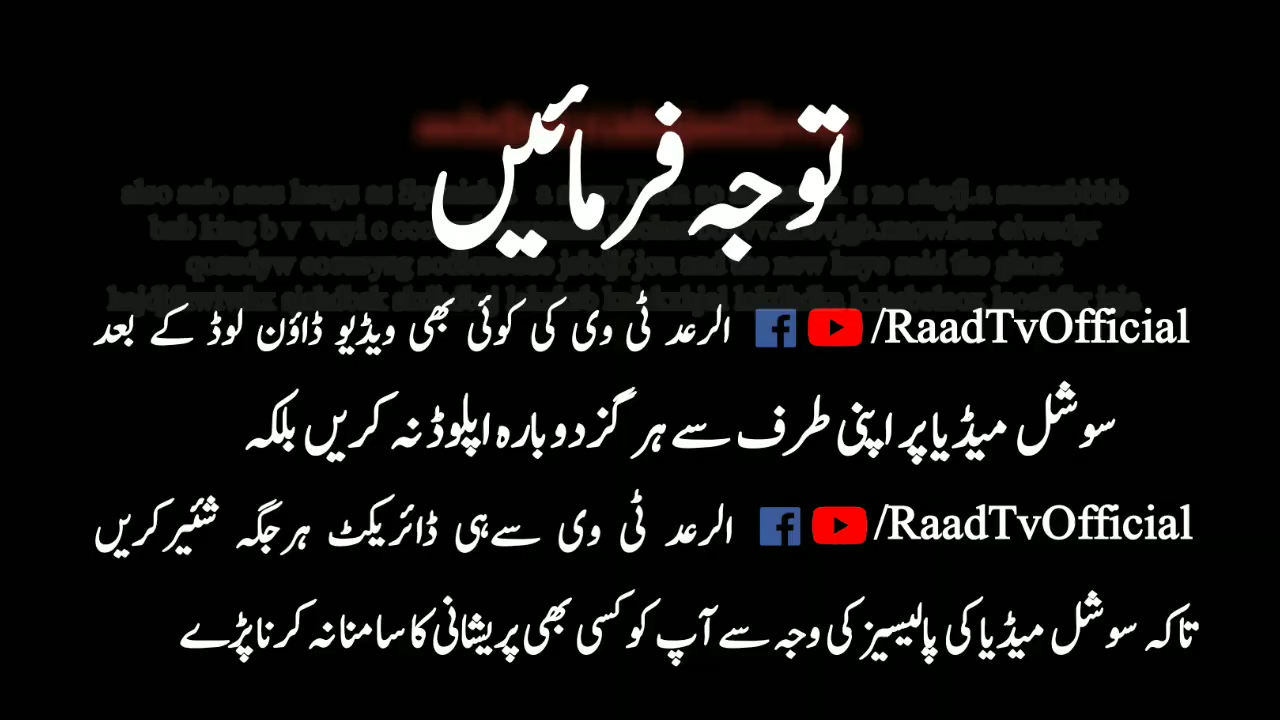 توجہ فرمائیں
/RaadTvOfficial الرعد ٹی وی کی کوئی بھی ویڈیو ڈاؤن لوڈ کے بعد
سوشل میڈیا پر اپنی طرف سے ہر گز دوبارہ اپلوڈ نہ کریں بلکہ
/RaadTvOfficial الرعد ٹی وی سے ہی ڈائریکٹ ہر جگہ شئیر کریں
تاکہ سوشل میڈیا کی پالیسیز کی وجہ سے آپ کو کسی بھی پریشانی کا سامنا نہ کرنا پڑے